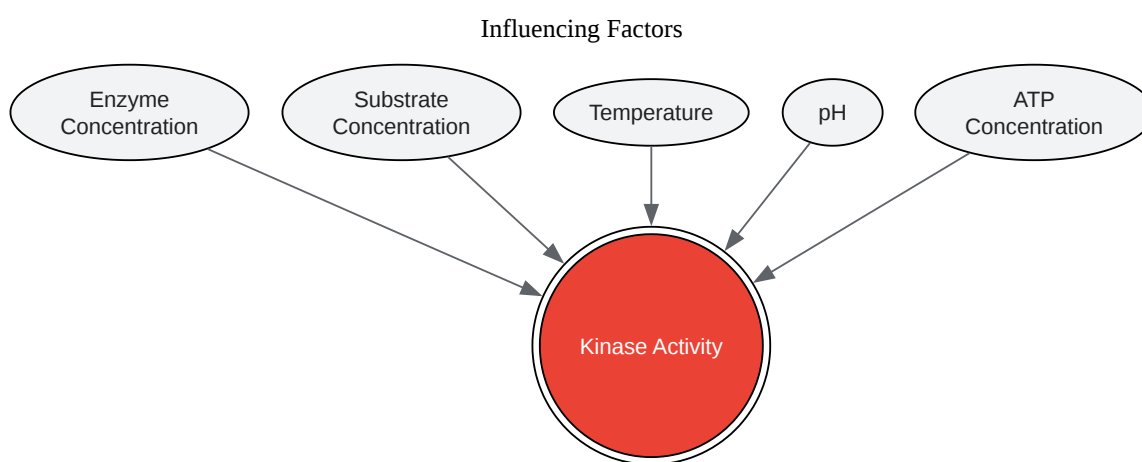 Influencing Factors
Enzyme
Concentration
Substrate
Concentration
Temperature
pH
ATP
Concentration
Kinase Activity